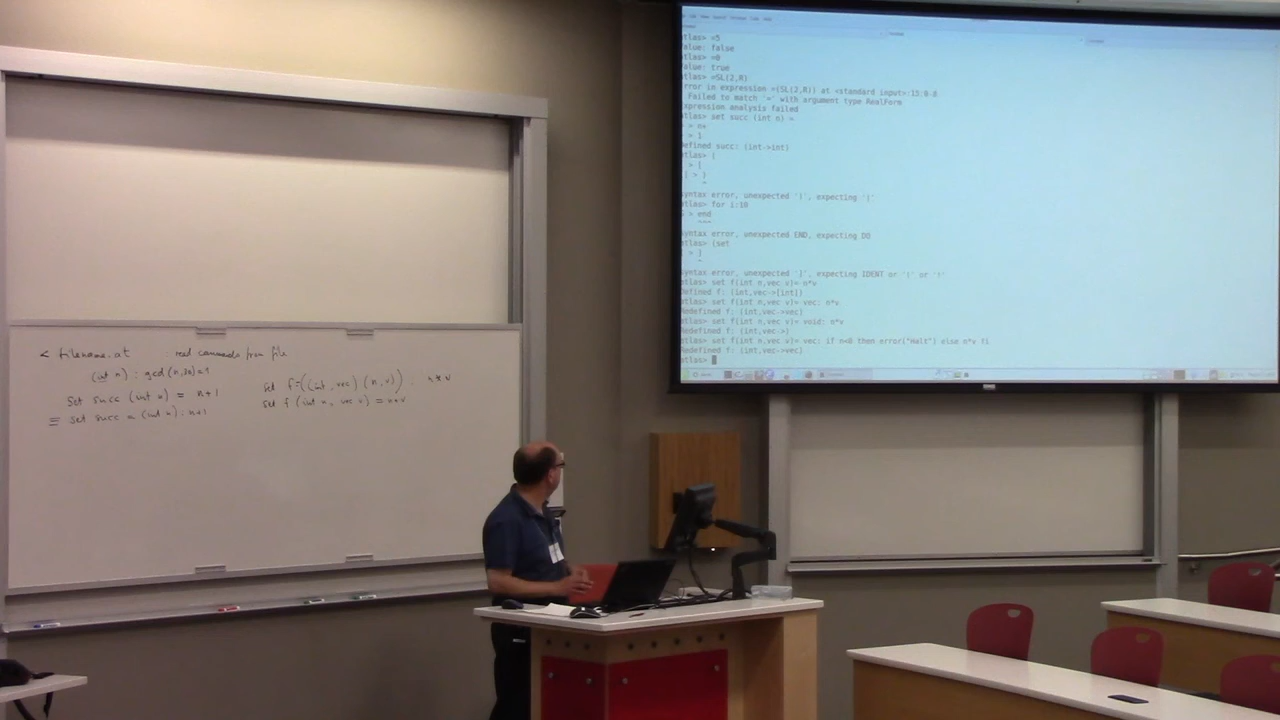 < filename.at : read commands from file
(int n) : gcd (n,30)=1
Set succ (int n) = n+1
≡ set succ = (int n) : n+1
set f = ((int, vec) (n, v)) : n*v
set f (int n, vec v) = n*v
atlas> =5
Value: false
atlas> =0
Value: true
atlas> =SL(2,R)
Error in expression =(SL(2,R)) at <standard input>:15:0-8
Failed to match '=' with argument type RealForm
Expression analysis failed
atlas> set succ (int n) =
> n+
> 1
Defined succ: (int->int)
atlas> (
> [
( > )
^
syntax error, unexpected ')', expecting ']'
atlas> for i:10
> end
^^^
syntax error, unexpected END, expecting DO
atlas> (set
> ]
^
syntax error, unexpected ']', expecting IDENT or '(' or '!'
atlas> set f(int n,vec v)= n*v
Defined f: (int,vec->[int])
atlas> set f(int n,vec v)= vec: n*v
Redefined f: (int,vec->vec)
atlas> set f(int n,vec v)= void: n*v
Redefined f: (int,vec->)
atlas> set f(int n,vec v)= vec: if n<0 then error("Halt") else n*v fi
Redefined f: (int,vec->vec)
atlas>